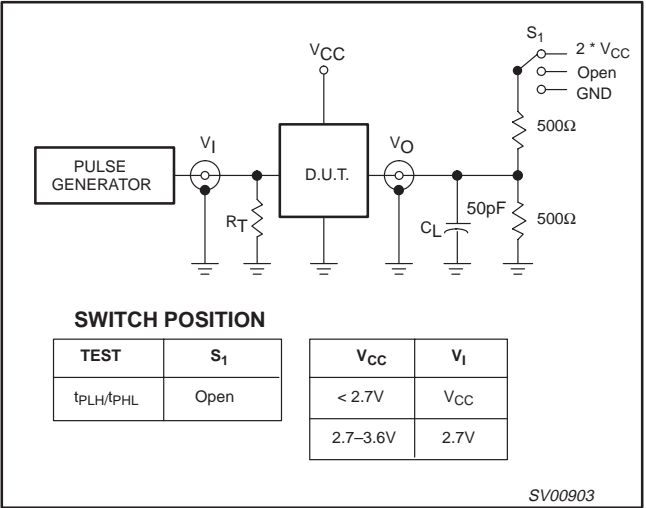 S1
2 * VCC
Open
GND
VCC
500Ω
VI
VO
PULSE
GENERATOR
D.U.T.
RT
50pF
CL
500Ω
SWITCH POSITION
TEST S1
tPLH/tPHL Open
VCC VI
< 2.7V VCC
2.7–3.6V 2.7V
SV00903